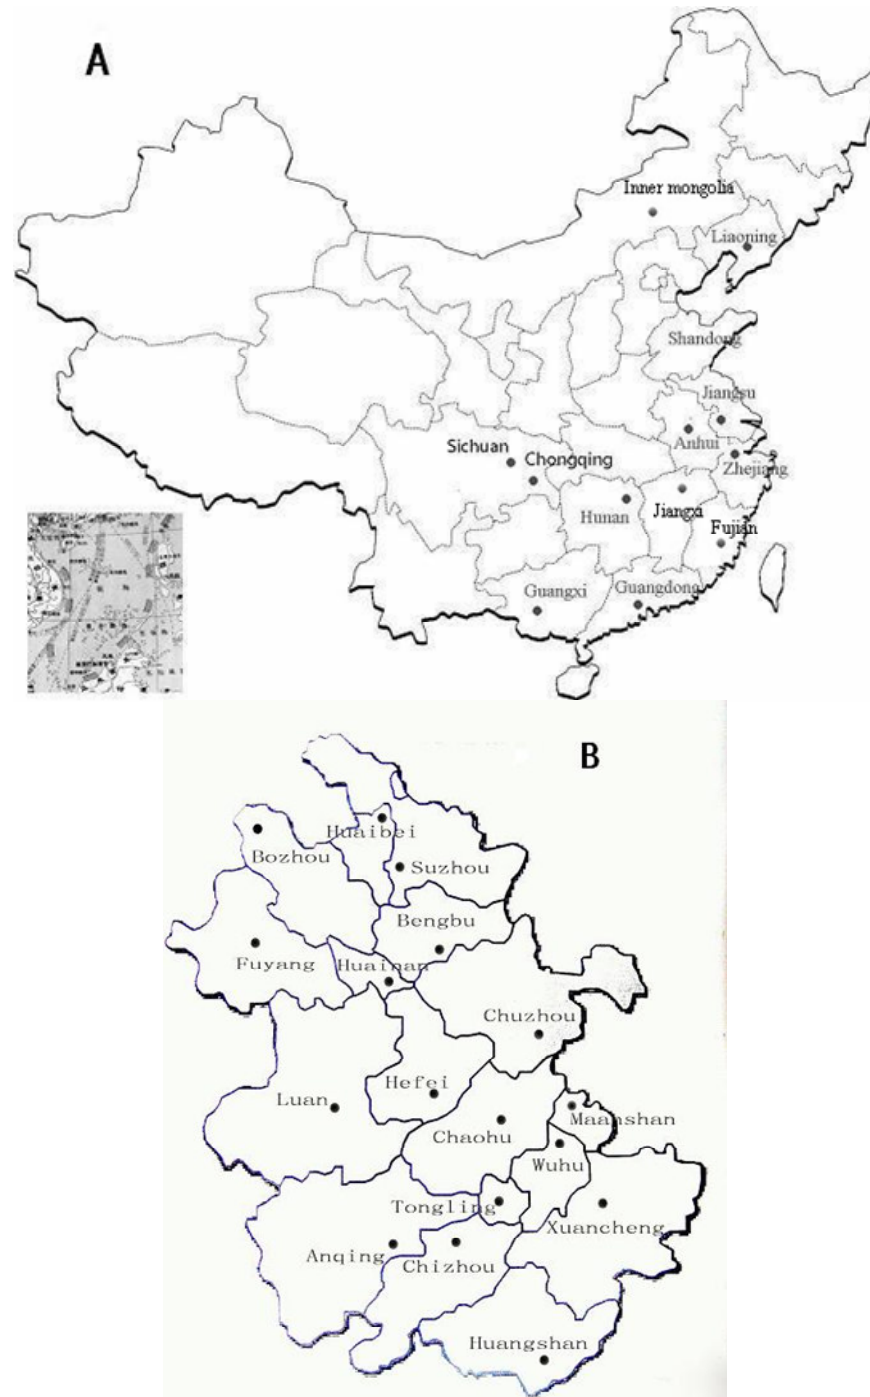 A
Inner mongolia
Liaoning
Shandong
Jiangsu
Anhui
Zhejiang
Sichuan
Chongqing
Hunan
Jiangxi
Fujian
Guangxi
Guangdong
B
Huaibei
Bozhou
Suzhou
Bengbu
Fuyang
Huainan
Chuzhou
Hefei
Luan
Maanshan
Chaohu
Wuhu
Tongling
Xuancheng
Anqing
Chizhou
Huangshan